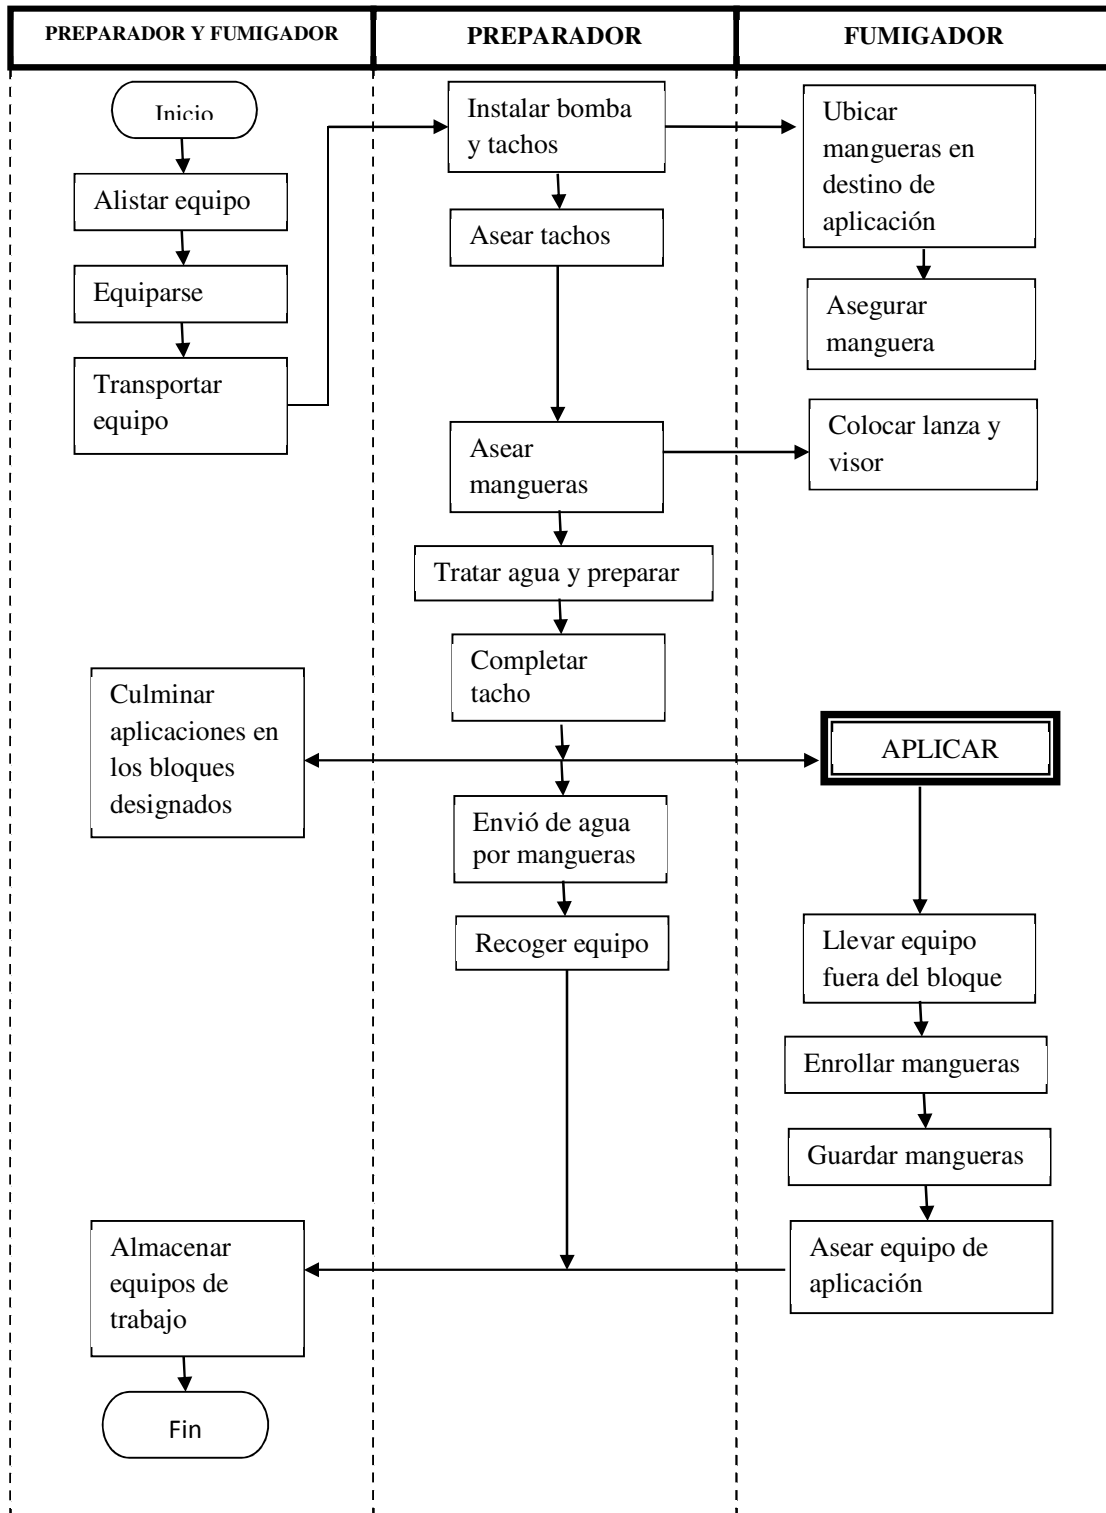 PREPARADOR Y FUMIGADOR
PREPARADOR
FUMIGADOR
Inicio
Alistar equipo
Equiparse
Transportar
equipo
Instalar bomba
y tachos
Asear tachos
Ubicar
mangueras en
destino de
aplicación
Asegurar
manguera
Asear
mangueras
Colocar lanza y
visor
Tratar agua y preparar
Completar
tacho
Culminar
aplicaciones en
los bloques
designados
APLICAR
Envió de agua
por mangueras
Recoger equipo
Llevar equipo
fuera del bloque
Enrollar mangueras
Guardar mangueras
Asear equipo de
aplicación
Almacenar
equipos de
trabajo
Fin